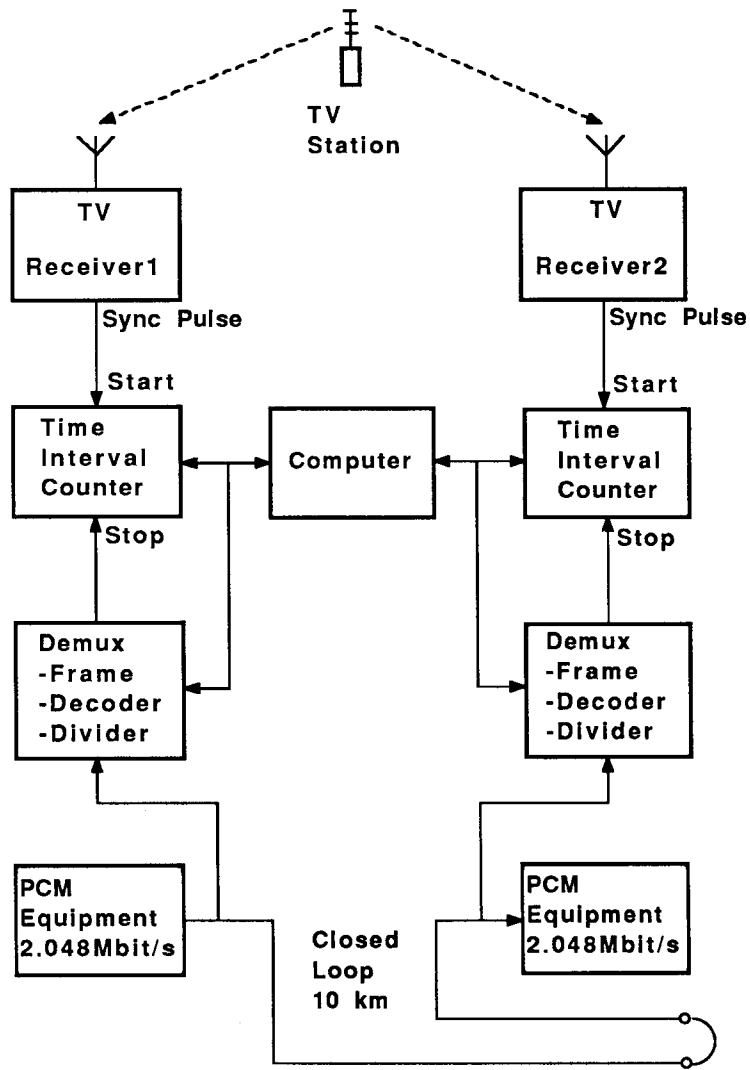 TV
Station
TV
Receiver1
TV
Receiver2
Sync Pulse
Sync Pulse
Start
Start
Time
Interval
Counter
Computer
Time
Interval
Counter
Stop
Stop
Demux
-Frame
-Decoder
-Divider
Demux
-Frame
-Decoder
-Divider
PCM
Equipment
2.048Mbit/s
Closed
Loop
10 km
PCM
Equipment
2.048Mbit/s